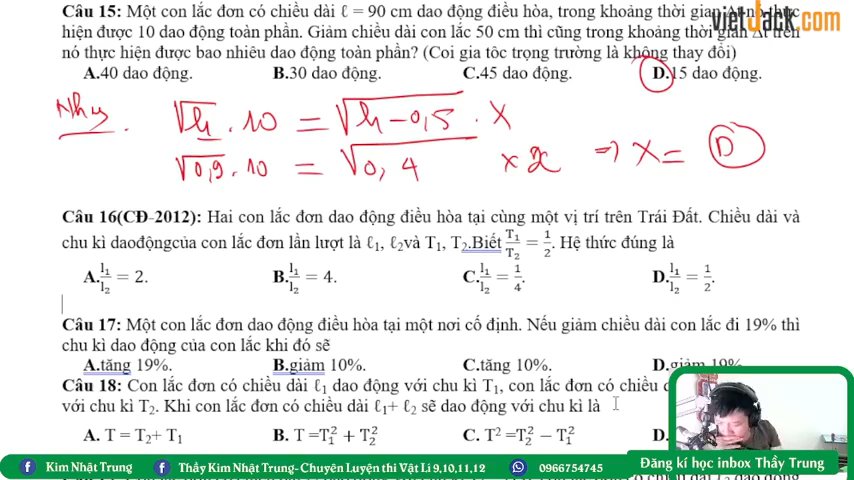 Câu 15: Một con lắc đơn có chiều dài ℓ = 90 cm dao động điều hòa, trong khoảng thời gian
vietJack.com
hiện được 10 dao động toàn phần. Giảm chiều dài con lắc 50 cm thì cũng trong khoảng thời gian Δt trên
nó thực hiện được bao nhiêu dao động toàn phần? (Coi gia tôc trọng trường là không thay đổi)
A.40 dao động. B.30 dao động. C.45 dao động. D.15 dao động.
√l1 . 10 = √l1 - 0,5 . X
√0,9 . 10 = √0,4 x x => X = D
Câu 16(CĐ-2012): Hai con lắc đơn dao động điều hòa tại cùng một vị trí trên Trái Đất. Chiều dài và
chu kì daođộngcủa con lắc đơn lần lượt là ℓ1, ℓ2và T1, T2.Biết T1/T2 = 1/2. Hệ thức đúng là
A. l1/l2 = 2. B. l1/l2 = 4. C. l1/l2 = 1/4. D. l1/l2 = 1/2.
Câu 17: Một con lắc đơn dao động điều hòa tại một nơi cố định. Nếu giảm chiều dài con lắc đi 19% thì
chu kì dao động của con lắc khi đó sẽ
A.tăng 19%. B.giảm 10%. C.tăng 10%. D.giảm 19%
Câu 18: Con lắc đơn có chiều dài ℓ1 dao động với chu kì T1, con lắc đơn có chiều
với chu kì T2. Khi con lắc đơn có chiều dài ℓ1+ ℓ2 sẽ dao động với chu kì là
A. T = T2+ T1 B. T =T1² + T2² C. T² =T2² − T1² D.
Kim Nhật Trung Thầy Kim Nhật Trung- Chuyên Luyện thi Vật Lí 9,10,11,12 0966754745 Đăng kí học inbox Thầy Trung